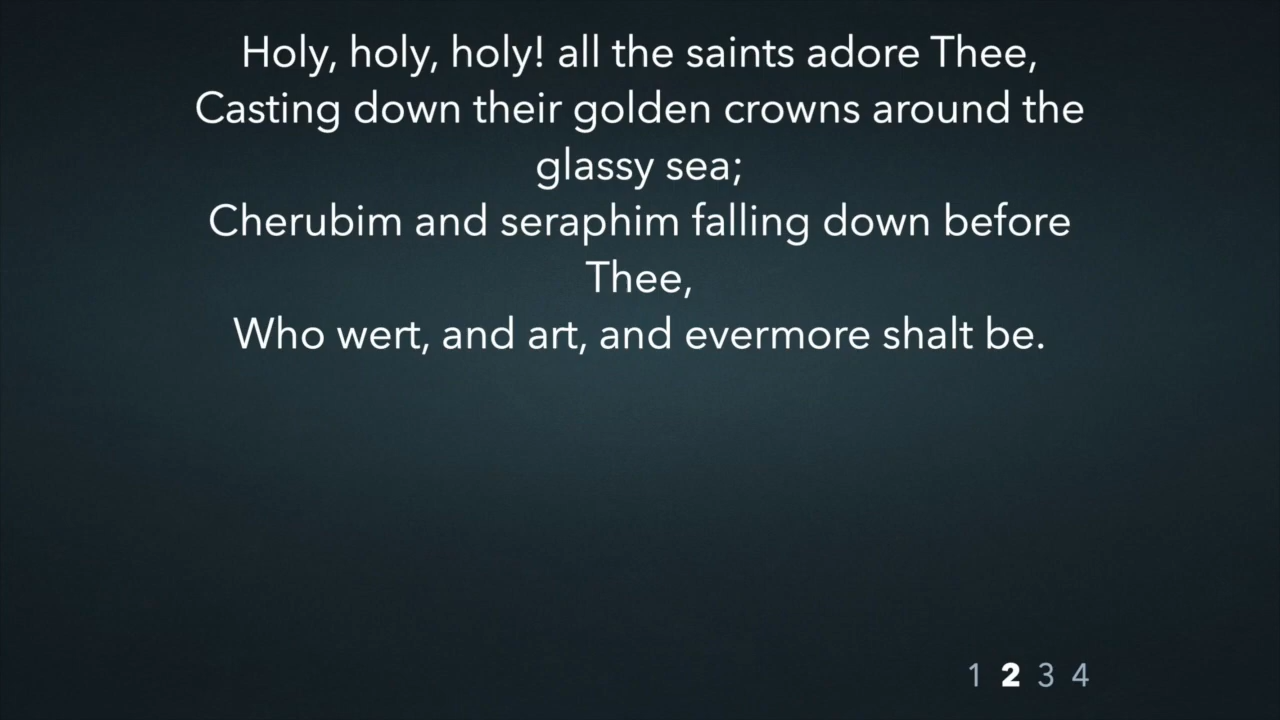 Holy, holy, holy! all the saints adore Thee,
Casting down their golden crowns around the
glassy sea;
Cherubim and seraphim falling down before
Thee,
Who wert, and art, and evermore shalt be.
1 2 3 4